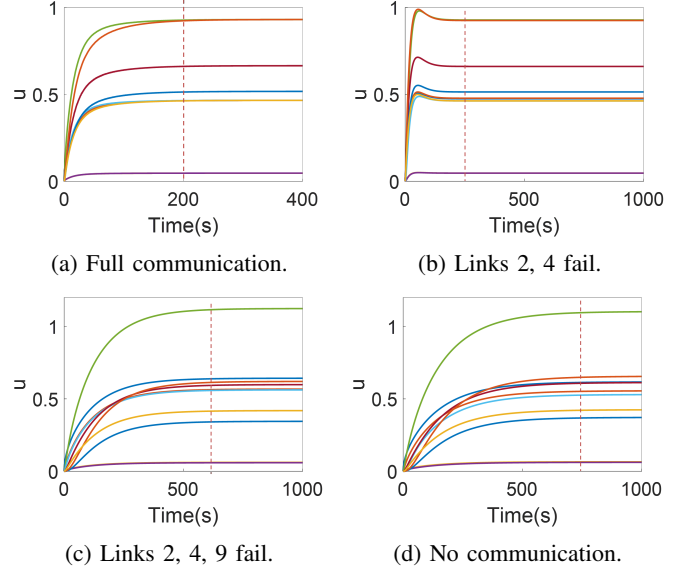 1
0.5
0
u
0 200 400
Time(s)
(a) Full communication.
1
0.5
0
u
0 500 1000
Time(s)
(b) Links 2, 4 fail.
1
0.5
0
u
0 500 1000
Time(s)
(c) Links 2, 4, 9 fail.
1
0.5
0
u
0 500 1000
Time(s)
(d) No communication.